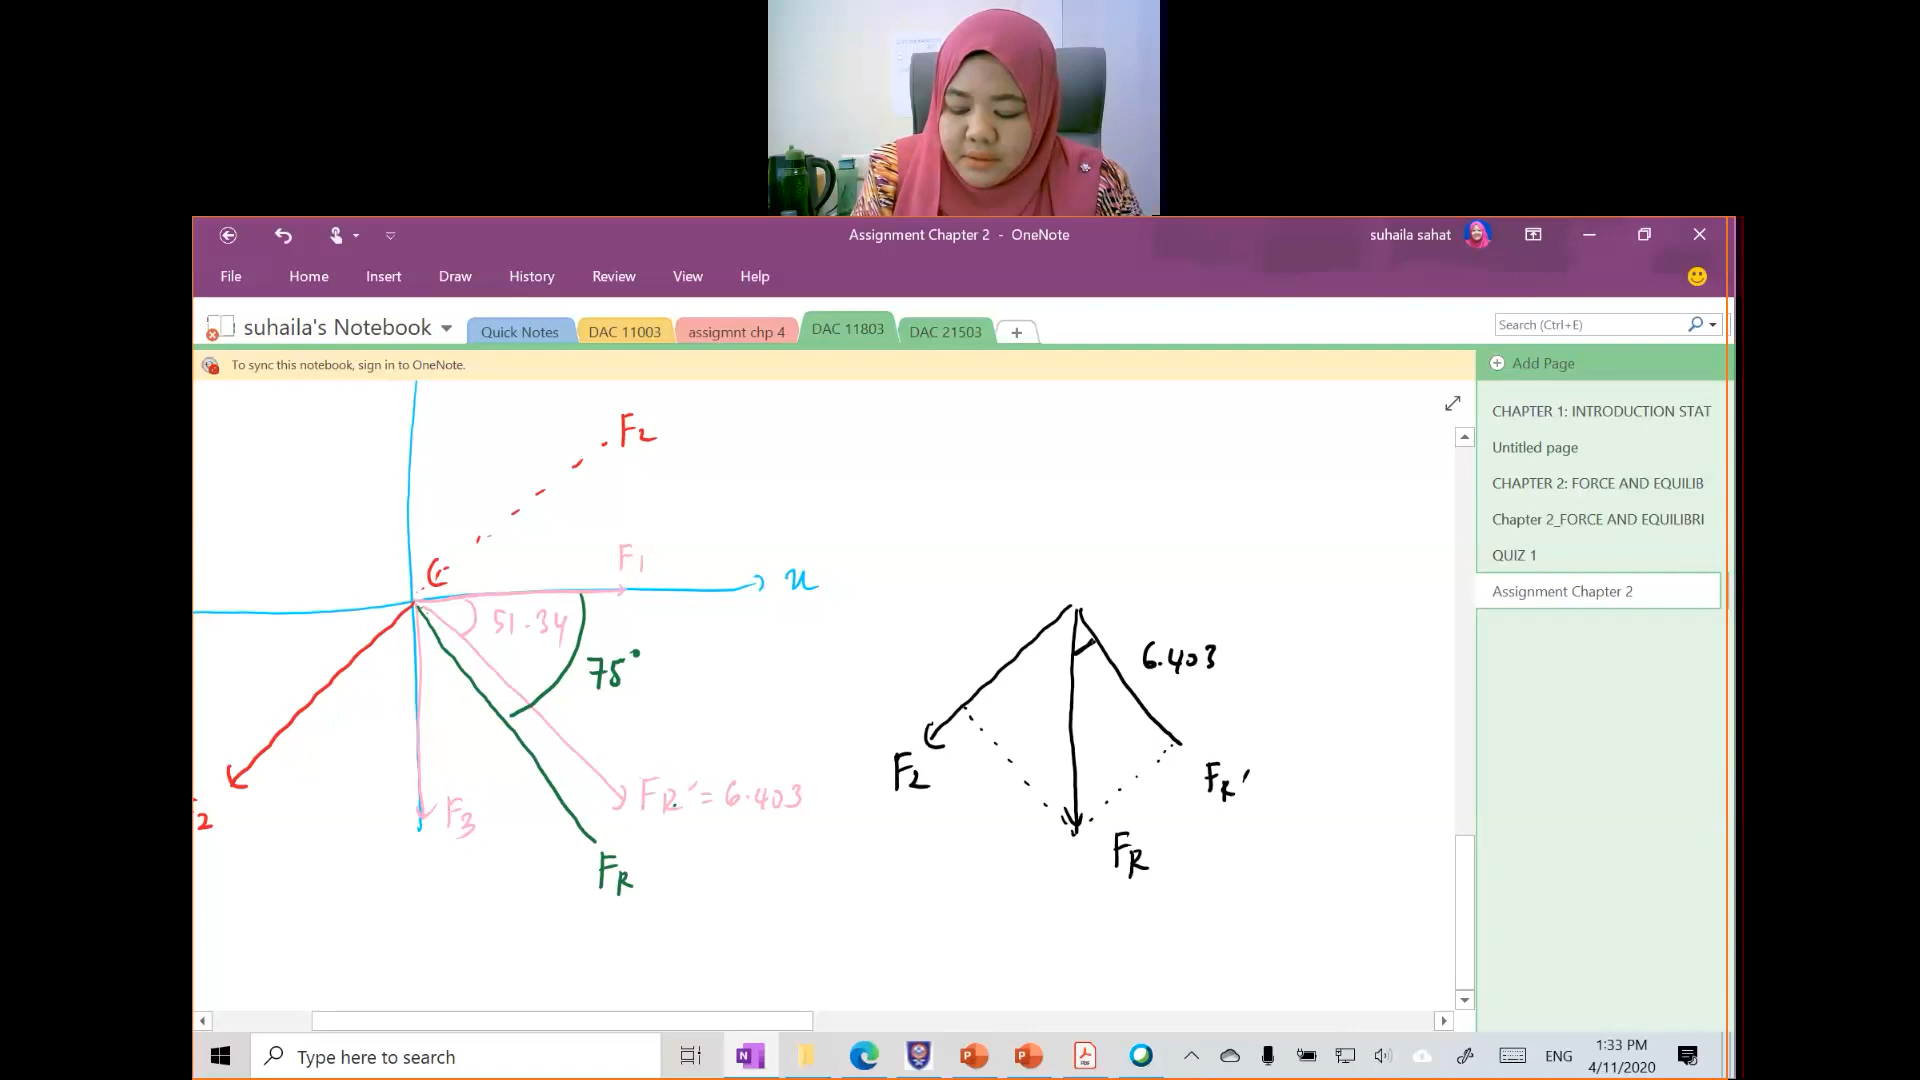 Assignment Chapter 2 - OneNote
suhaila sahat
File Home Insert Draw History Review View Help
suhaila's Notebook
Quick Notes
DAC 11003
assigmnt chp 4
DAC 11803
DAC 21503
+
Search (Ctrl+E)
To sync this notebook, sign in to OneNote.
Add Page
CHAPTER 1: INTRODUCTION STAT
Untitled page
CHAPTER 2: FORCE AND EQUILIB
Chapter 2_FORCE AND EQUILIBRI
QUIZ 1
Assignment Chapter 2
F2
F1
x
51.34
75°
FR' = 6.403
F3
2
FR
6.403
F2
FR'
FR
Type here to search
ENG
1:33 PM
4/11/2020